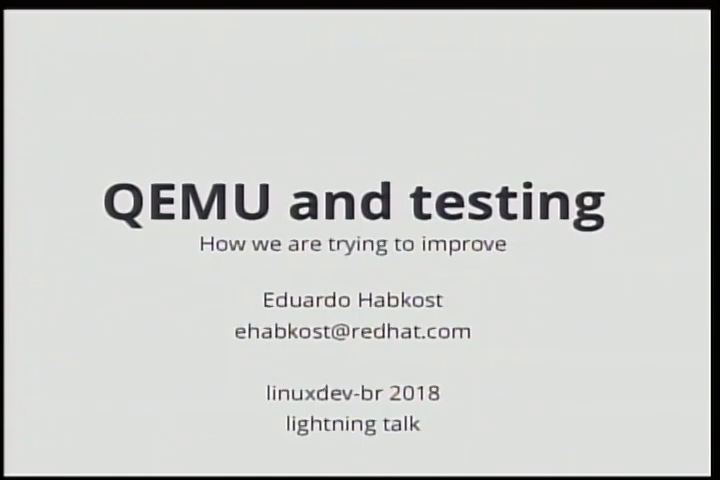 QEMU and testing
How we are trying to improve
Eduardo Habkost
ehabkost@redhat.com
linuxdev-br 2018
lightning talk